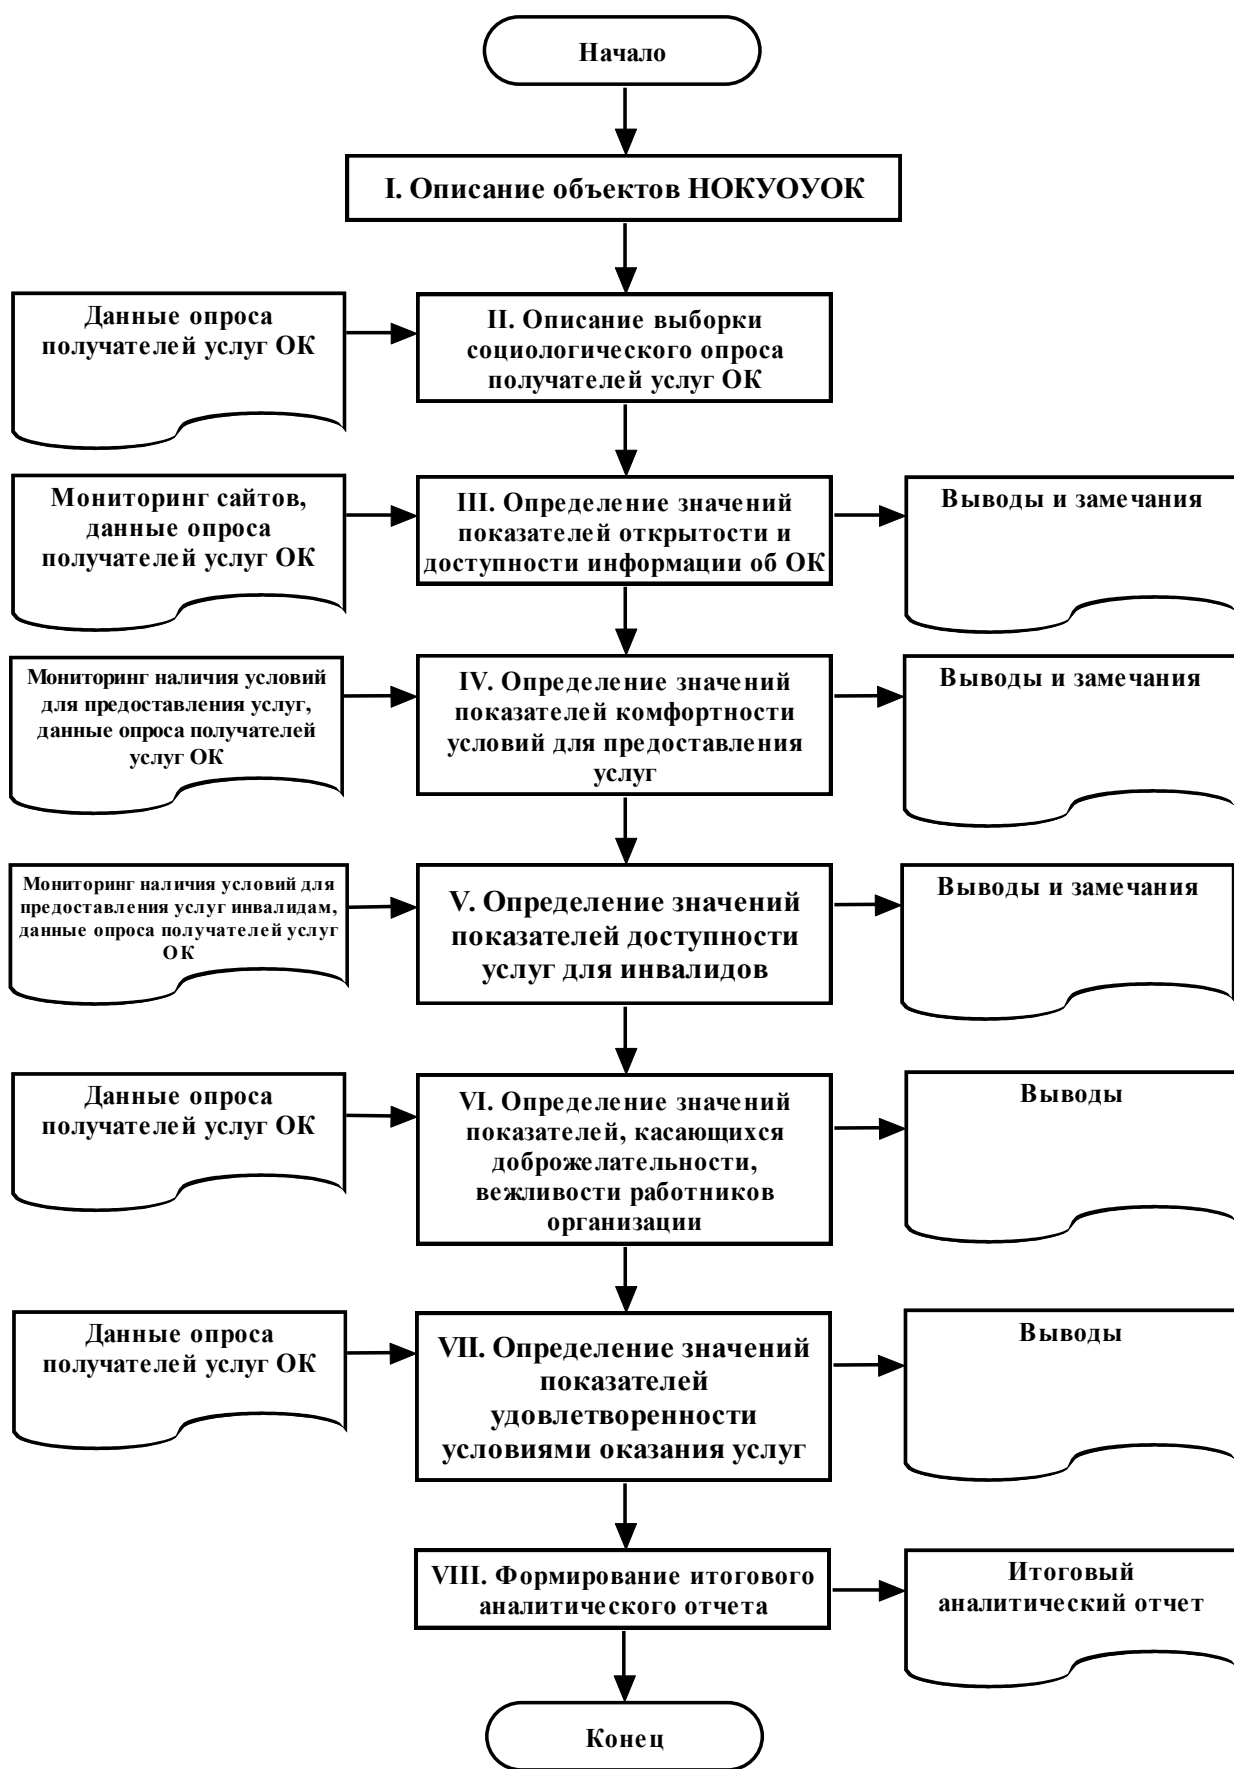 Начало
I. Описание объектов НОКУОУОК
Данные опроса
получателей услуг ОК
II. Описание выборки
социологического опроса
получателей услуг ОК
Мониторинг сайтов,
данные опроса
получателей услуг ОК
III. Определение значений
показателей открытости и
доступности информации об ОК
Выводы и замечания
Мониторинг наличия условий
для предоставления услуг,
данные опроса получателей
услуг ОК
IV. Определение значений
показателей комфортности
условий для предоставления
услуг
Выводы и замечания
Мониторинг наличия условий для
предоставления услуг инвалидам,
данные опроса получателей услуг
ОК
V. Определение значений
показателей доступности
услуг для инвалидов
Выводы и замечания
Данные опроса
получателей услуг ОК
VI. Определение значений
показателей, касающихся
доброжелательности,
вежливости работников
организации
Выводы
Данные опроса
получателей услуг ОК
VII. Определение значений
показателей
удовлетворенности
условиями оказания услуг
Выводы
VIII. Формирование итогового
аналитического отчета
Итоговый
аналитический отчет
Конец